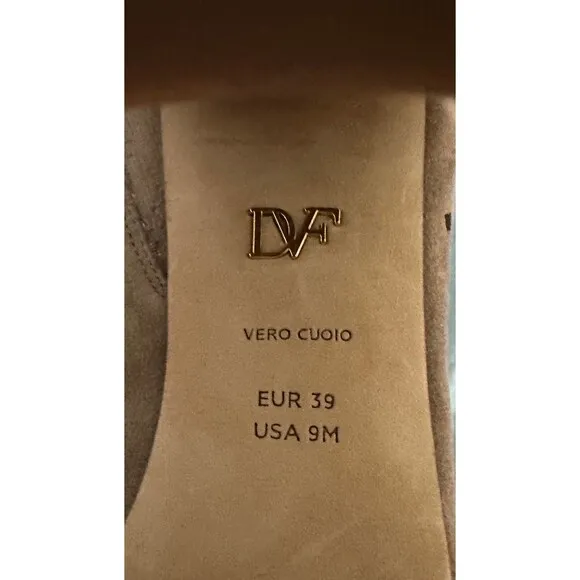 DVF
VERO CUOIO
EUR 39
USA 9M